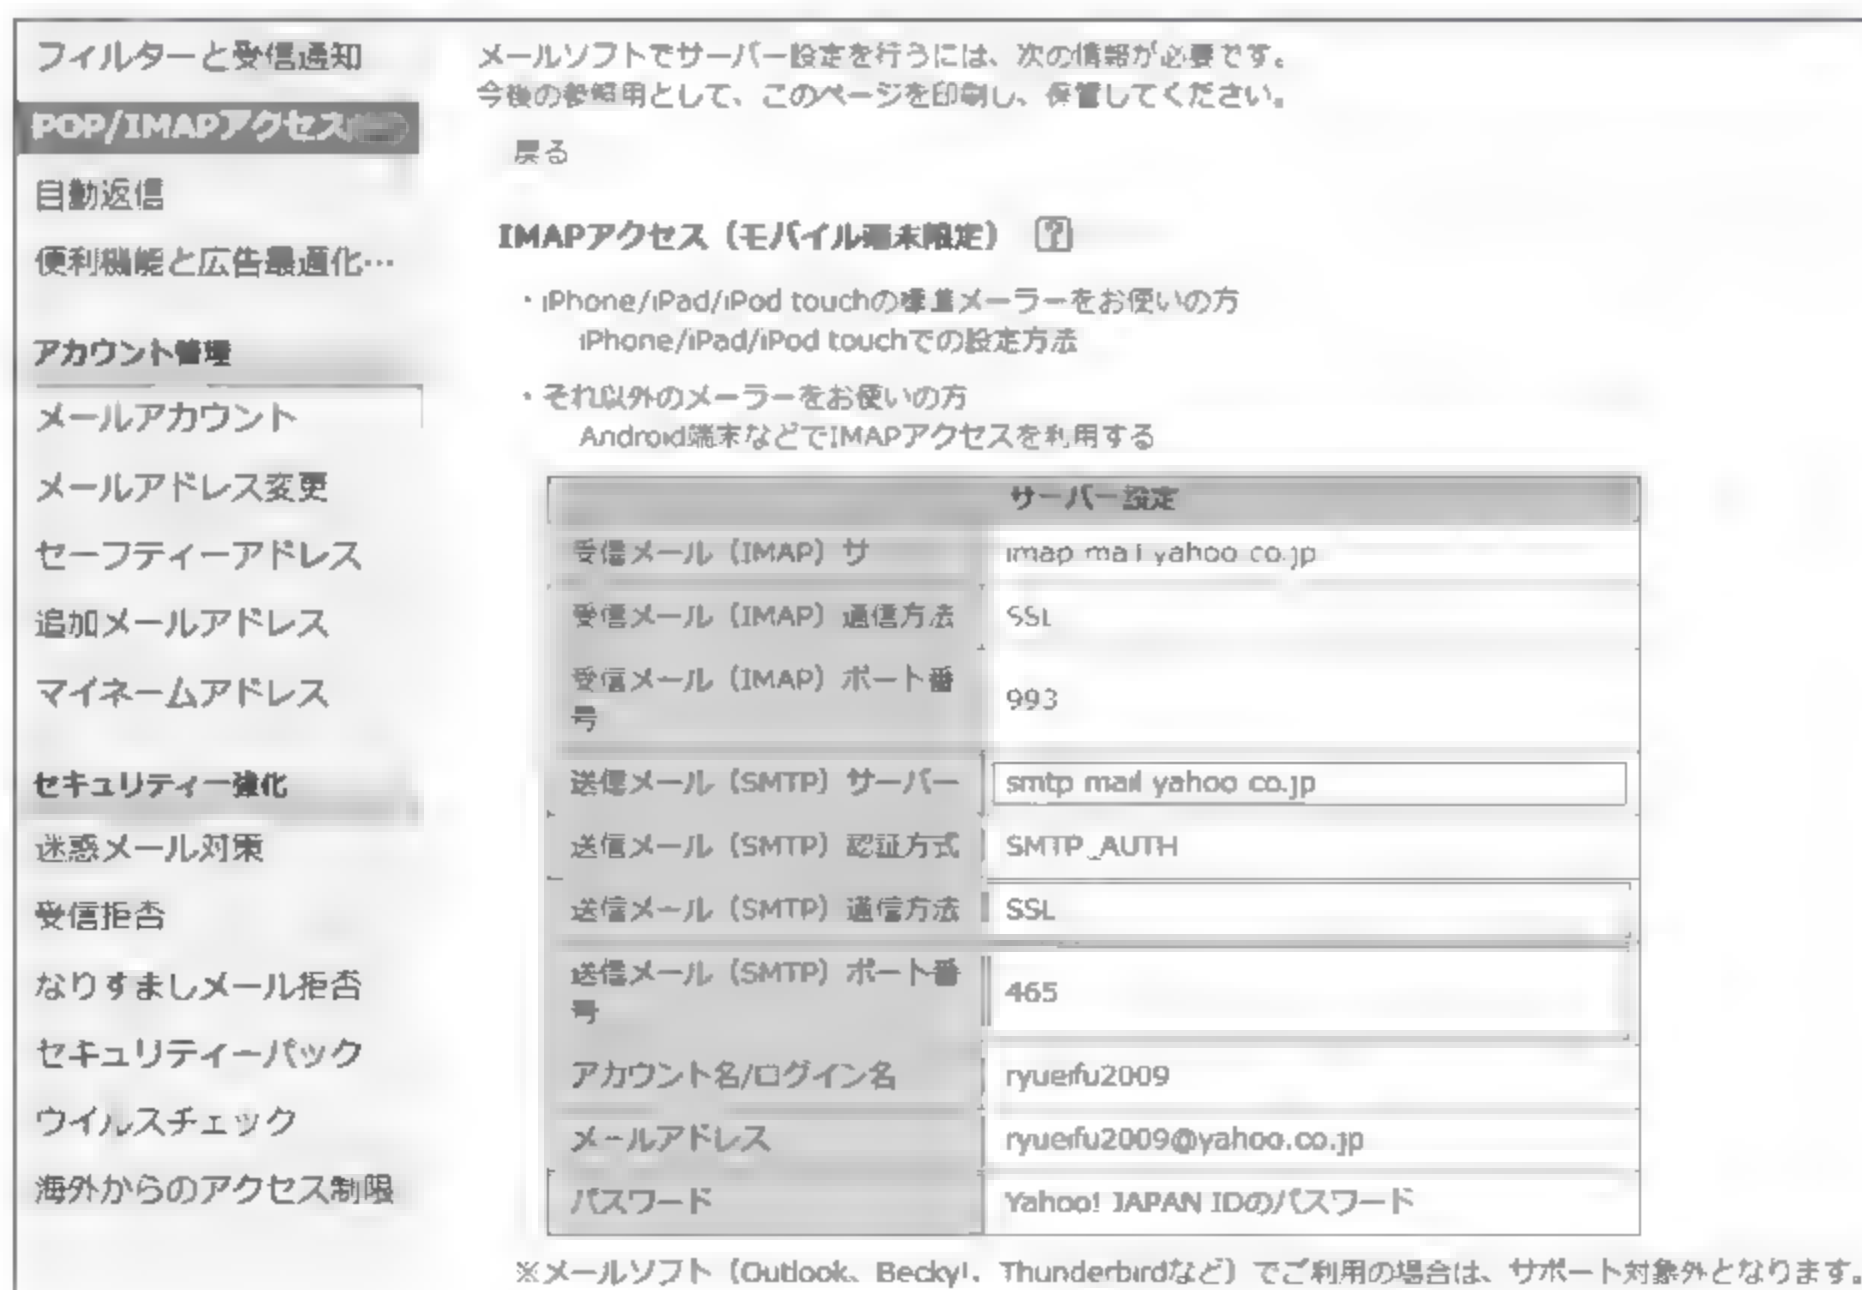 フィルターと受信通知
POP/IMAPアクセス
自動返信
便利機能と広告最適化…
アカウント管理
メールアカウント
メールアドレス変更
セーフティーアドレス
追加メールアドレス
マイネームアドレス
セキュリティー強化
迷惑メール対策
受信拒否
なりすましメール拒否
セキュリティーパック
ウイルスチェック
海外からのアクセス制限
メールソフトでサーバー設定を行うには、次の情報が必要です。
今後の参照用として、このページを印刷し、保管してください。
戻る
IMAPアクセス（モバイル端末限定） ?
・iPhone/iPad/iPod touchの標準メーラーをお使いの方
iPhone/iPad/iPod touchでの設定方法
・それ以外のメーラーをお使いの方
Android端末などでIMAPアクセスを利用する
サーバー設定
受信メール（IMAP）サ imap mail yahoo co.jp
受信メール（IMAP）通信方法 SSL
受信メール（IMAP）ポート番
号 993
送信メール（SMTP）サーバー smtp mail yahoo co.jp
送信メール（SMTP）認証方式 SMTP_AUTH
送信メール（SMTP）通信方法 SSL
送信メール（SMTP）ポート番
号 465
アカウント名/ログイン名 ryueifu2009
メールアドレス ryueifu2009@yahoo.co.jp
パスワード Yahoo! JAPAN IDのパスワード
※メールソフト（Outlook、Becky!、Thunderbirdなど）でご利用の場合は、サポート対象外となります。